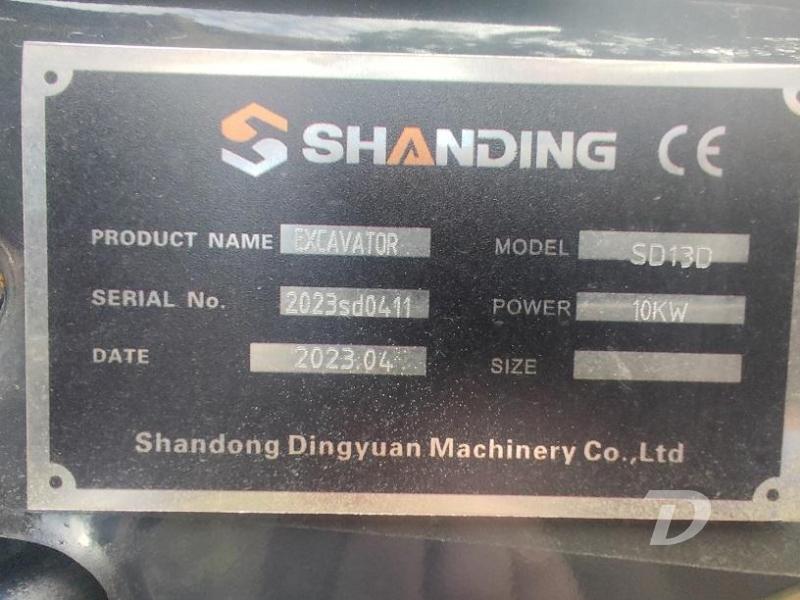 SHANDING CE
PRODUCT NAME EXCAVATOR MODEL SD13D
SERIAL No. 2023sd0411 POWER 10KW
DATE 2023.04 SIZE
Shandong Dingyuan Machinery Co.,Ltd
D